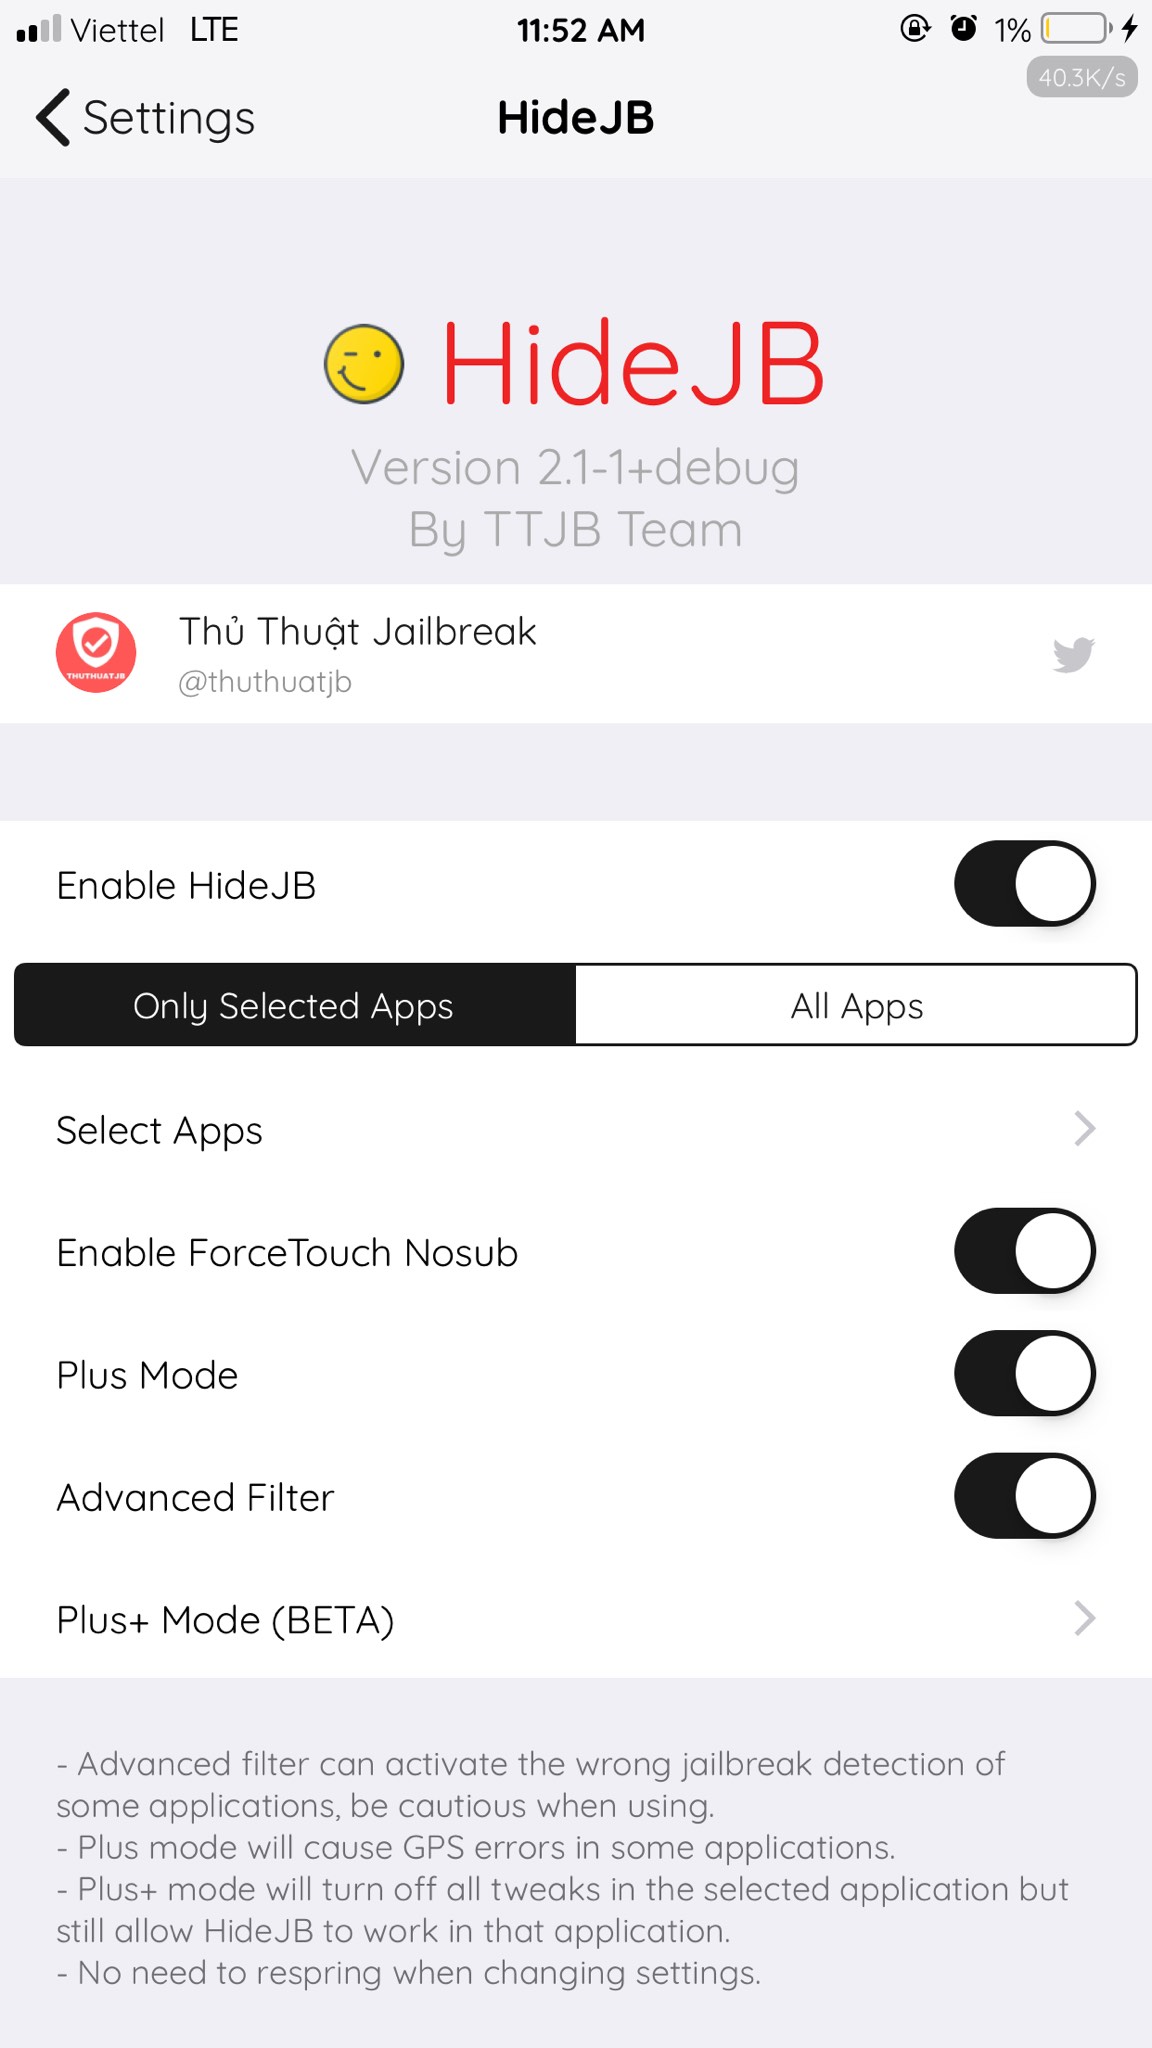 Viettel LTE 11:52 AM 1%
40.3K/s
Settings HideJB
HideJB
Version 2.1-1+debug
By TTJB Team
Thủ Thuật Jailbreak
THUTHUATJB
@thuthuatjb
Enable HideJB
Only Selected Apps All Apps
Select Apps
Enable ForceTouch Nosub
Plus Mode
Advanced Filter
Plus+ Mode (BETA)
- Advanced filter can activate the wrong jailbreak detection of
some applications, be cautious when using.
- Plus mode will cause GPS errors in some applications.
- Plus+ mode will turn off all tweaks in the selected application but
still allow HideJB to work in that application.
- No need to respring when changing settings.